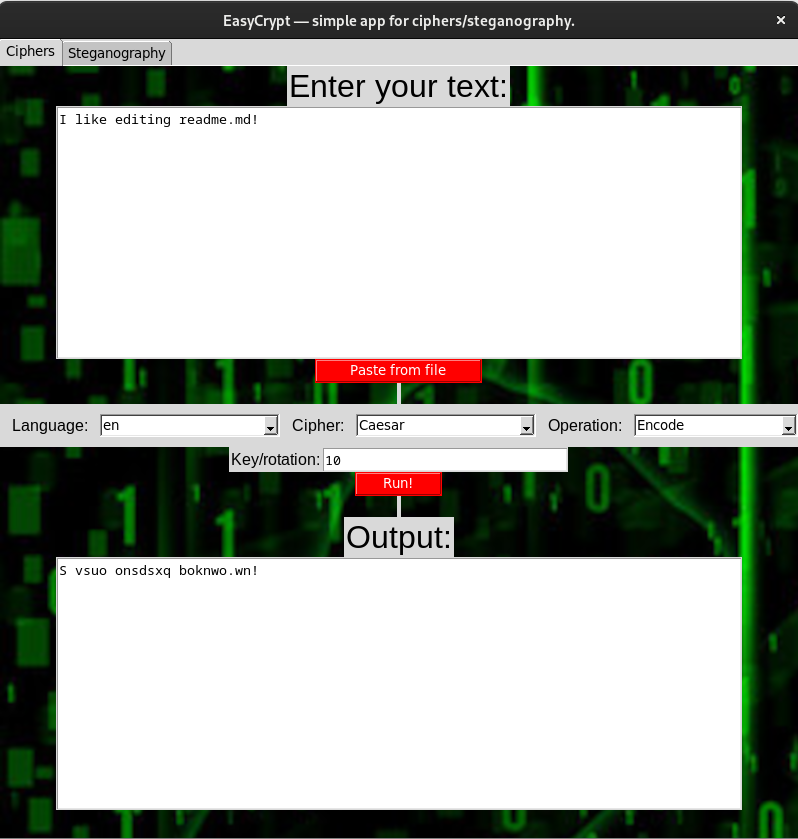 EasyCrypt — simple app for ciphers/steganography.
×
Ciphers Steganography
Enter your text:
I like editing readme.md!
Paste from file
Language: en Cipher: Caesar Operation: Encode
Key/rotation: 10
Run!
Output:
S vsuo onsdsxq boknwo.wn!